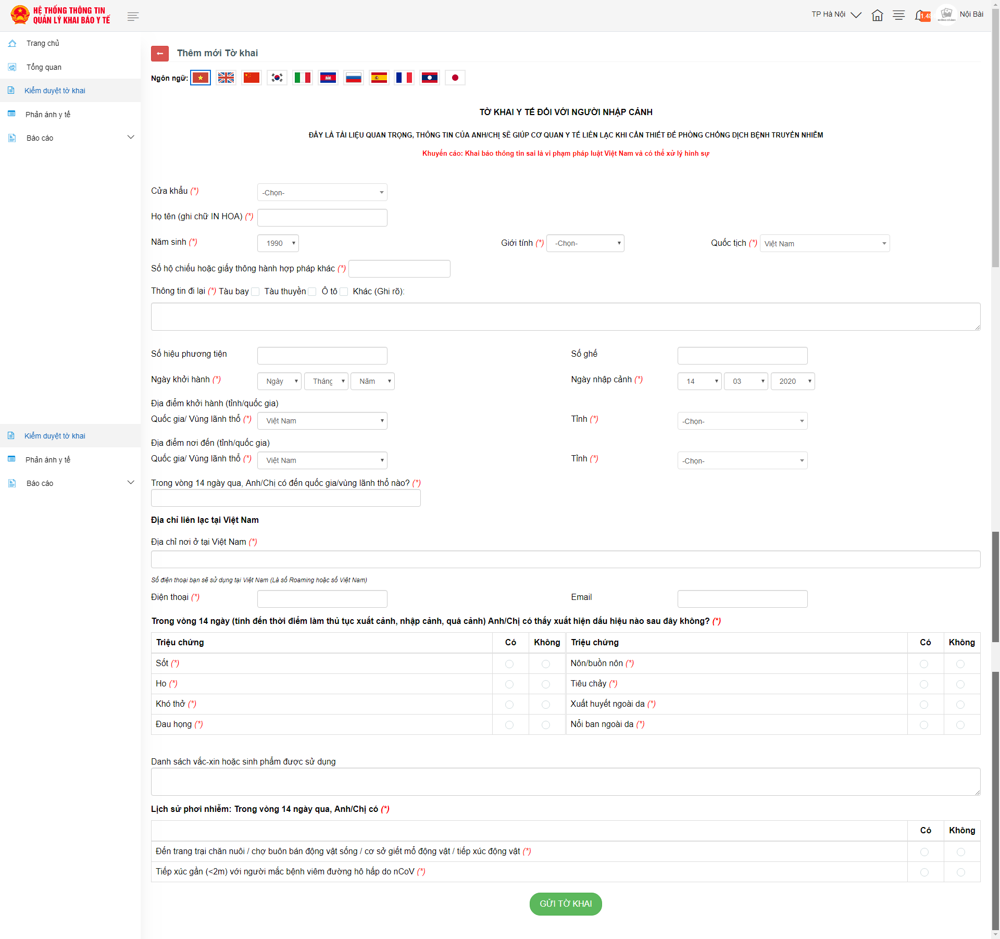 HỆ THỐNG THÔNG TIN
QUẢN LÝ KHAI BÁO Y TẾ
TP Hà Nội
1.48
Nội Bài
Trang chủ
Tổng quan
Kiểm duyệt tờ khai
Phản ánh y tế
Báo cáo
Thêm mới Tờ khai
Ngôn ngữ:
TỜ KHAI Y TẾ ĐỐI VỚI NGƯỜI NHẬP CẢNH
ĐÂY LÀ TÀI LIỆU QUAN TRỌNG, THÔNG TIN CỦA ANH/CHỊ SẼ GIÚP CƠ QUAN Y TẾ LIÊN LẠC KHI CẦN THIẾT ĐỂ PHÒNG CHỐNG DỊCH BỆNH TRUYỀN NHIỄM
Khuyến cáo: Khai báo thông tin sai là vi phạm pháp luật Việt Nam và có thể xử lý hình sự
Cửa khẩu (*) -Chọn-
Họ tên (ghi chữ IN HOA) (*)
Năm sinh (*) 1990 Giới tính (*) -Chọn- Quốc tịch (*) Việt Nam
Số hộ chiếu hoặc giấy thông hành hợp pháp khác (*)
Thông tin đi lại (*) Tàu bay Tàu thuyền Ô tô Khác (Ghi rõ):
Số hiệu phương tiện Số ghế
Ngày khởi hành (*) Ngày Tháng Năm Ngày nhập cảnh (*) 14 03 2020
Địa điểm khởi hành (tỉnh/quốc gia)
Quốc gia/ Vùng lãnh thổ (*) Việt Nam Tỉnh (*) -Chọn-
Địa điểm nơi đến (tỉnh/quốc gia)
Quốc gia/ Vùng lãnh thổ (*) Việt Nam Tỉnh (*) -Chọn-
Kiểm duyệt tờ khai
Phản ánh y tế
Báo cáo
Trong vòng 14 ngày qua, Anh/Chị có đến quốc gia/vùng lãnh thổ nào? (*)
Địa chỉ liên lạc tại Việt Nam
Địa chỉ nơi ở tại Việt Nam (*)
Số điện thoại bạn sẽ sử dụng tại Việt Nam (Là số Roaming hoặc số Việt Nam)
Điện thoại (*) Email
Trong vòng 14 ngày (tính đến thời điểm làm thủ tục xuất cảnh, nhập cảnh, quá cảnh) Anh/Chị có thấy xuất hiện dấu hiệu nào sau đây không? (*)
Triệu chứng Có Không Triệu chứng Có Không
Sốt (*) Nôn/buồn nôn (*)
Ho (*) Tiêu chảy (*)
Khó thở (*) Xuất huyết ngoài da (*)
Đau họng (*) Nổi ban ngoài da (*)
Danh sách vắc-xin hoặc sinh phẩm được sử dụng
Lịch sử phơi nhiễm: Trong vòng 14 ngày qua, Anh/Chị có (*)
Có Không
Đến trang trại chăn nuôi / chợ buôn bán động vật sống / cơ sở giết mổ động vật / tiếp xúc động vật (*)
Tiếp xúc gần (<2m) với người mắc bệnh viêm đường hô hấp do nCoV (*)
GỬI TỜ KHAI